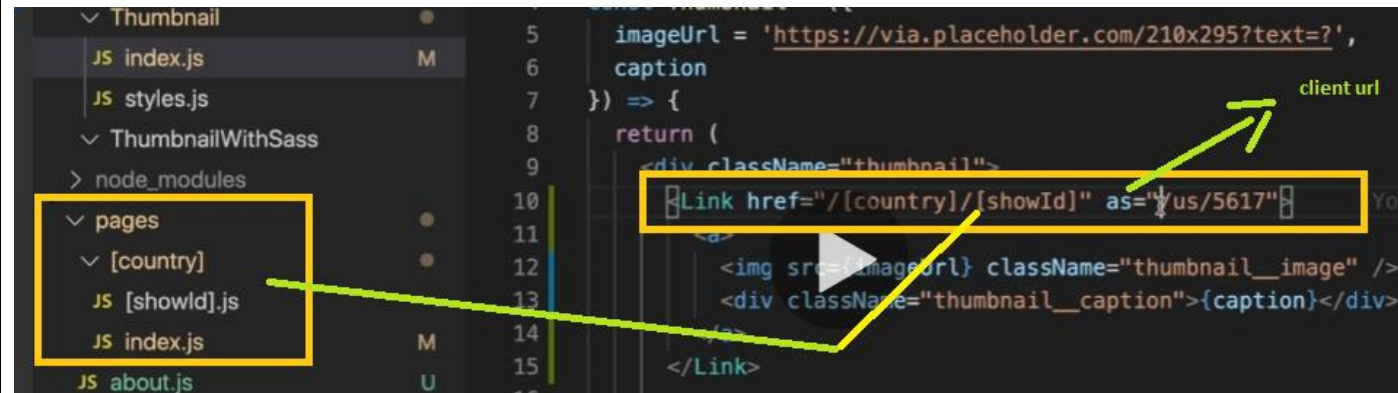 Thumbnail
JS index.js M
JS styles.js
ThumbnailWithSass
node_modules
pages
[country]
JS [showId].js
JS index.js M
JS about.js U
5 imageUrl = 'https://via.placeholder.com/210x295?text=?',
6 caption
7 }) => {
8 return (
9 <div className="thumbnail">
10 <Link href="/[country]/[showId]" as="/us/5617"> Yo
11 <a>
12 <img src={imageUrl} className="thumbnail__image" />
13 <div className="thumbnail__caption">{caption}</div>
14 </a>
15 </Link>
client url